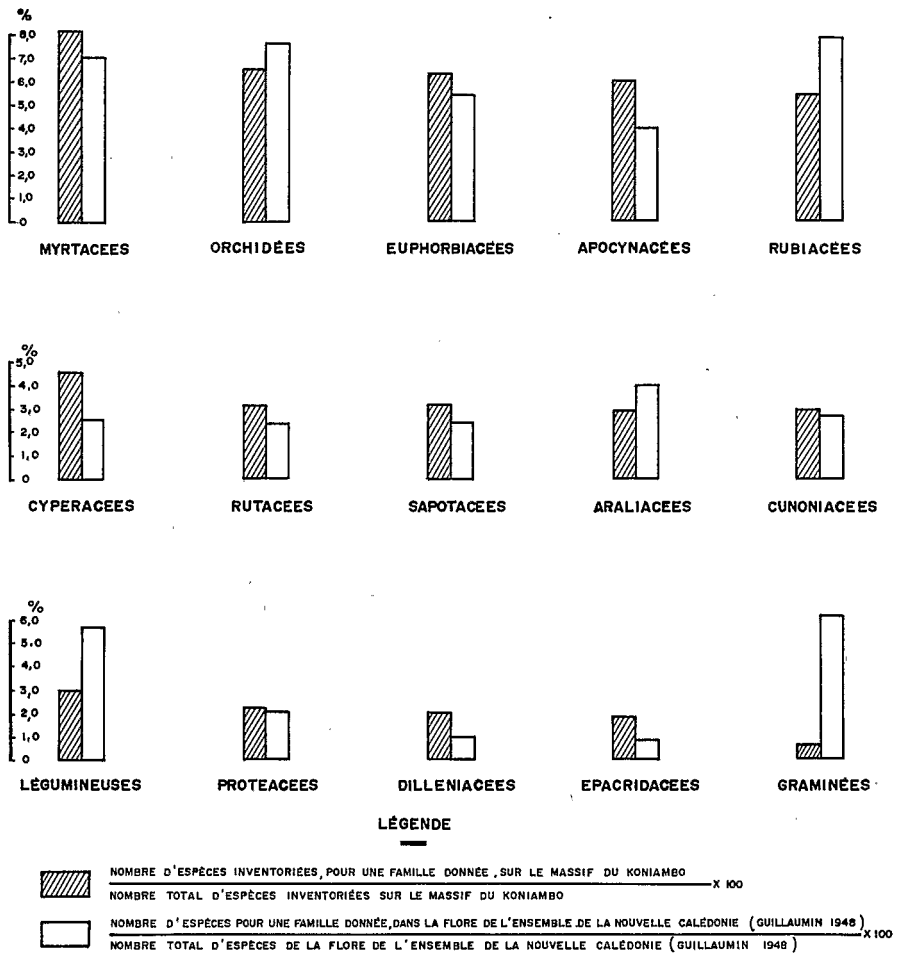 %
8,0
7,0
6,0
5,0
4,0
3,0
2,0
1,0
0
MYRTACEES ORCHIDÉES EUPHORBIACÉES APOCYNACÉES RUBIACÉES
%
5,0
4,0
3,0
2,0
1,0
0
CYPERACEES RUTACEES SAPOTACEES ARALIACEES CUNONIACEES
%
6,0
5,0
4,0
3,0
2,0
1,0
0
LÉGUMINEUSES PROTEACEES DILLENIACEES EPACRIDACEES GRAMINÉES
LÉGENDE
NOMBRE D'ESPÈCES INVENTORIÉES, POUR UNE FAMILLE DONNÉE, SUR LE MASSIF DU KONIAMBO
X 100
NOMBRE TOTAL D'ESPÈCES INVENTORIÉES SUR LE MASSIF DU KONIAMBO
NOMBRE D'ESPÈCES POUR UNE FAMILLE DONNÉE, DANS LA FLORE DE L'ENSEMBLE DE LA NOUVELLE CALÉDONIE (GUILLAUMIN 1948)
X 100
NOMBRE TOTAL D'ESPÈCES DE LA FLORE DE L'ENSEMBLE DE LA NOUVELLE CALÉDONIE (GUILLAUMIN 1948)